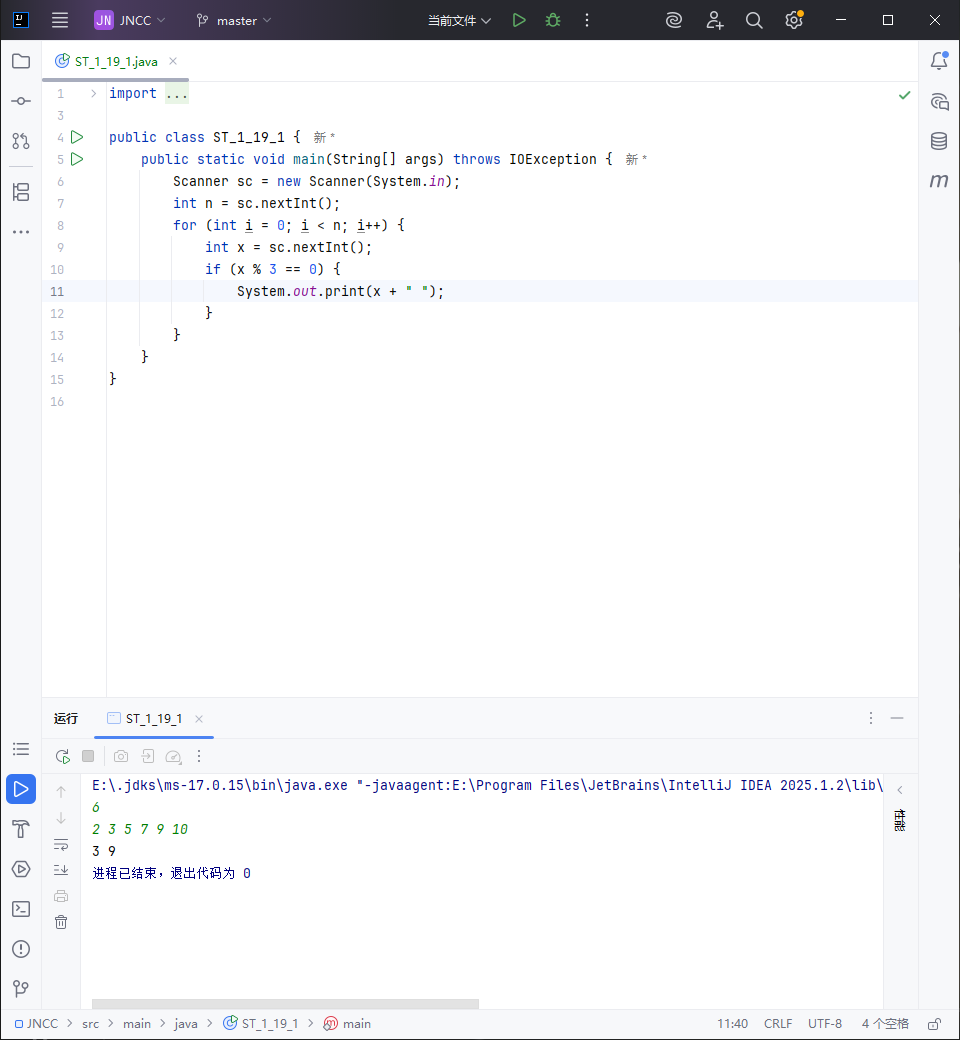 JN JNCC master 当前文件
ST_1_19_1.java
1 import ...
3
4 public class ST_1_19_1 { 新 *
5 public static void main(String[] args) throws IOException { 新 *
6 Scanner sc = new Scanner(System.in);
7 int n = sc.nextInt();
8 for (int i = 0; i < n; i++) {
9 int x = sc.nextInt();
10 if (x % 3 == 0) {
11 System.out.print(x + " ");
12 }
13 }
14 }
15 }
16
运行 ST_1_19_1
E:\.jdks\ms-17.0.15\bin\java.exe "-javaagent:E:\Program Files\JetBrains\IntelliJ IDEA 2025.1.2\lib\
6
2 3 5 7 9 10
3 9
进程已结束，退出代码为 0
性能
JNCC > src > main > java > ST_1_19_1 > main 11:40 CRLF UTF-8 4 个空格